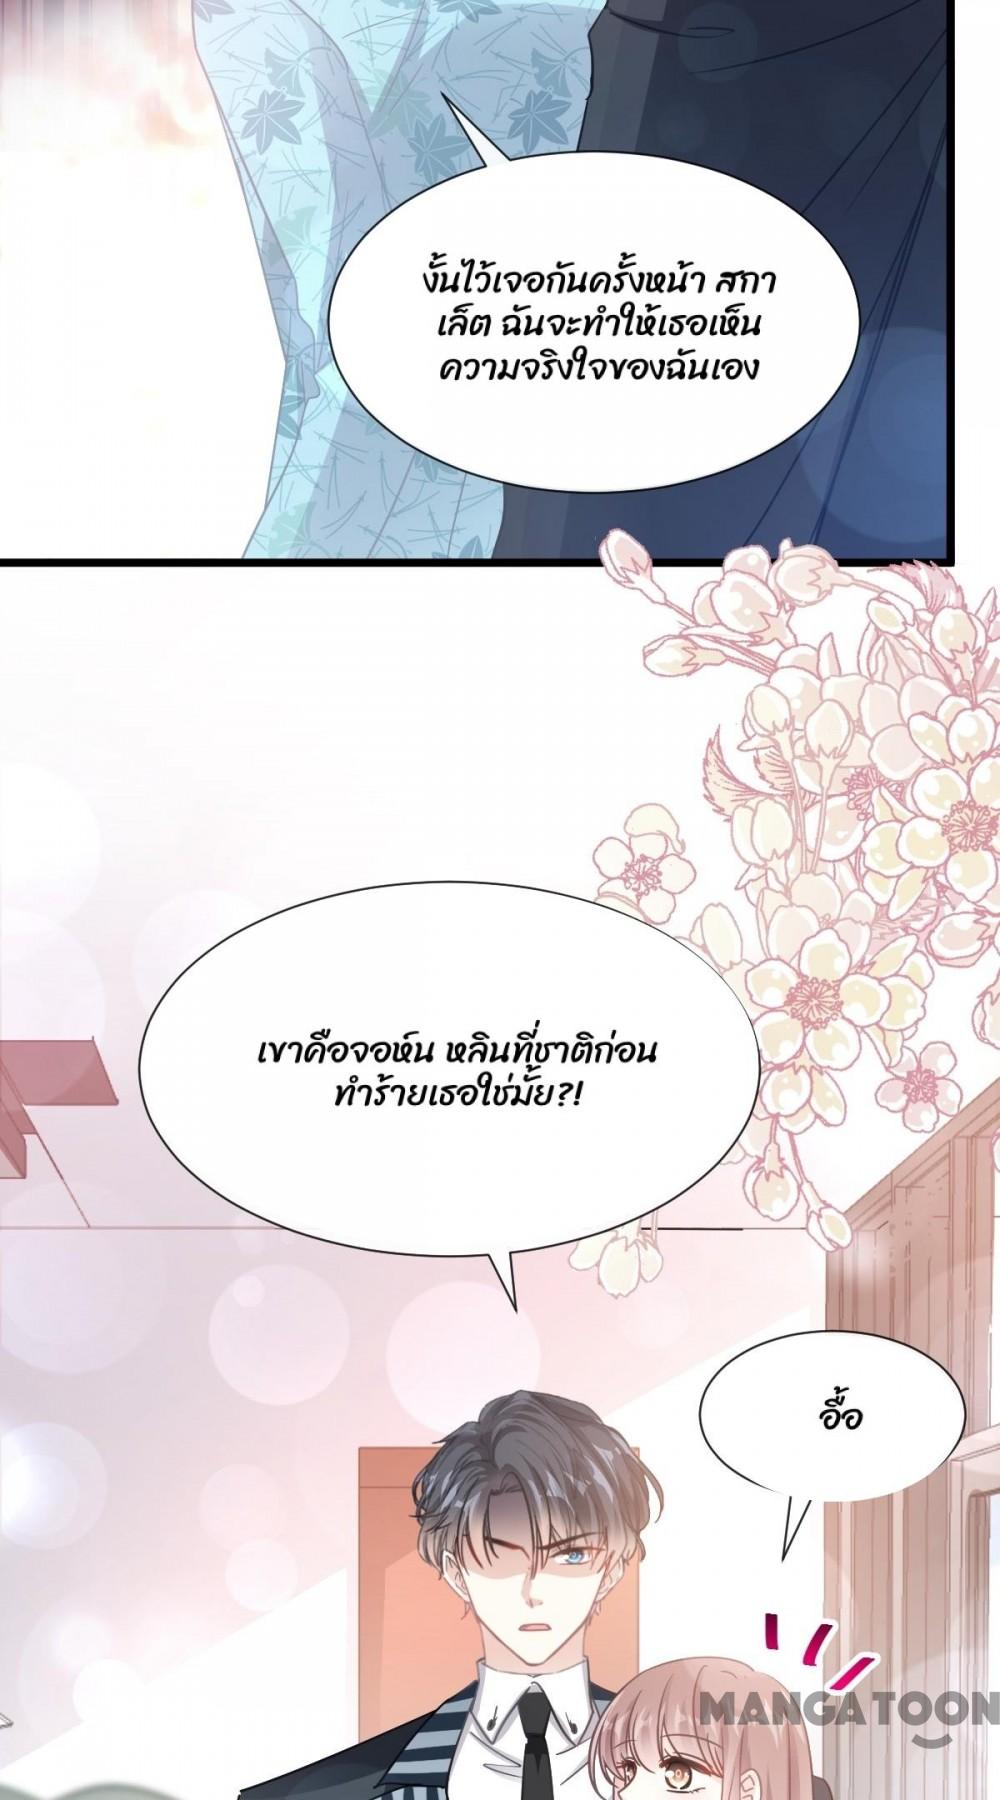 งั้นไว้เจอกันครั้งหน้า สกา
เล็ต ฉันจะทำให้เธอเห็น
ความจริงใจของฉันเอง
เขาคือจอห์น หลินที่ชาติก่อน
ทำร้ายเธอใช่มั้ย?!
อื้อ
MANGATOON